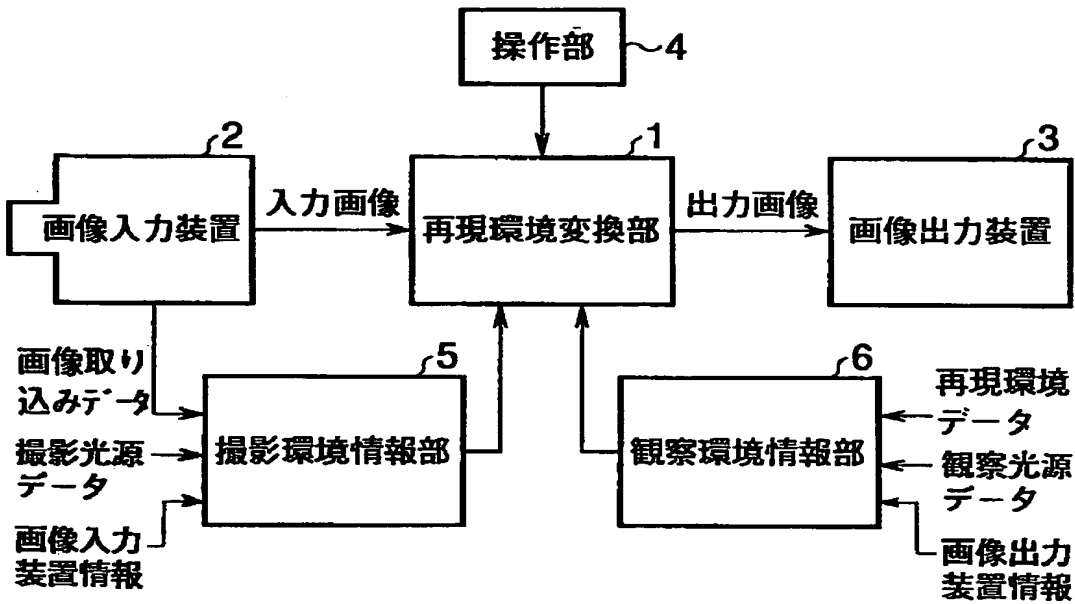 操作部
4
2
1
3
画像入力装置
入力画像
再現環境変換部
出力画像
画像出力装置
5
6
画像取り
込みデータ
撮影光源
データ
画像入力
装置情報
撮影環境情報部
観察環境情報部
再現環境
データ
観察光源
データ
画像出力
装置情報